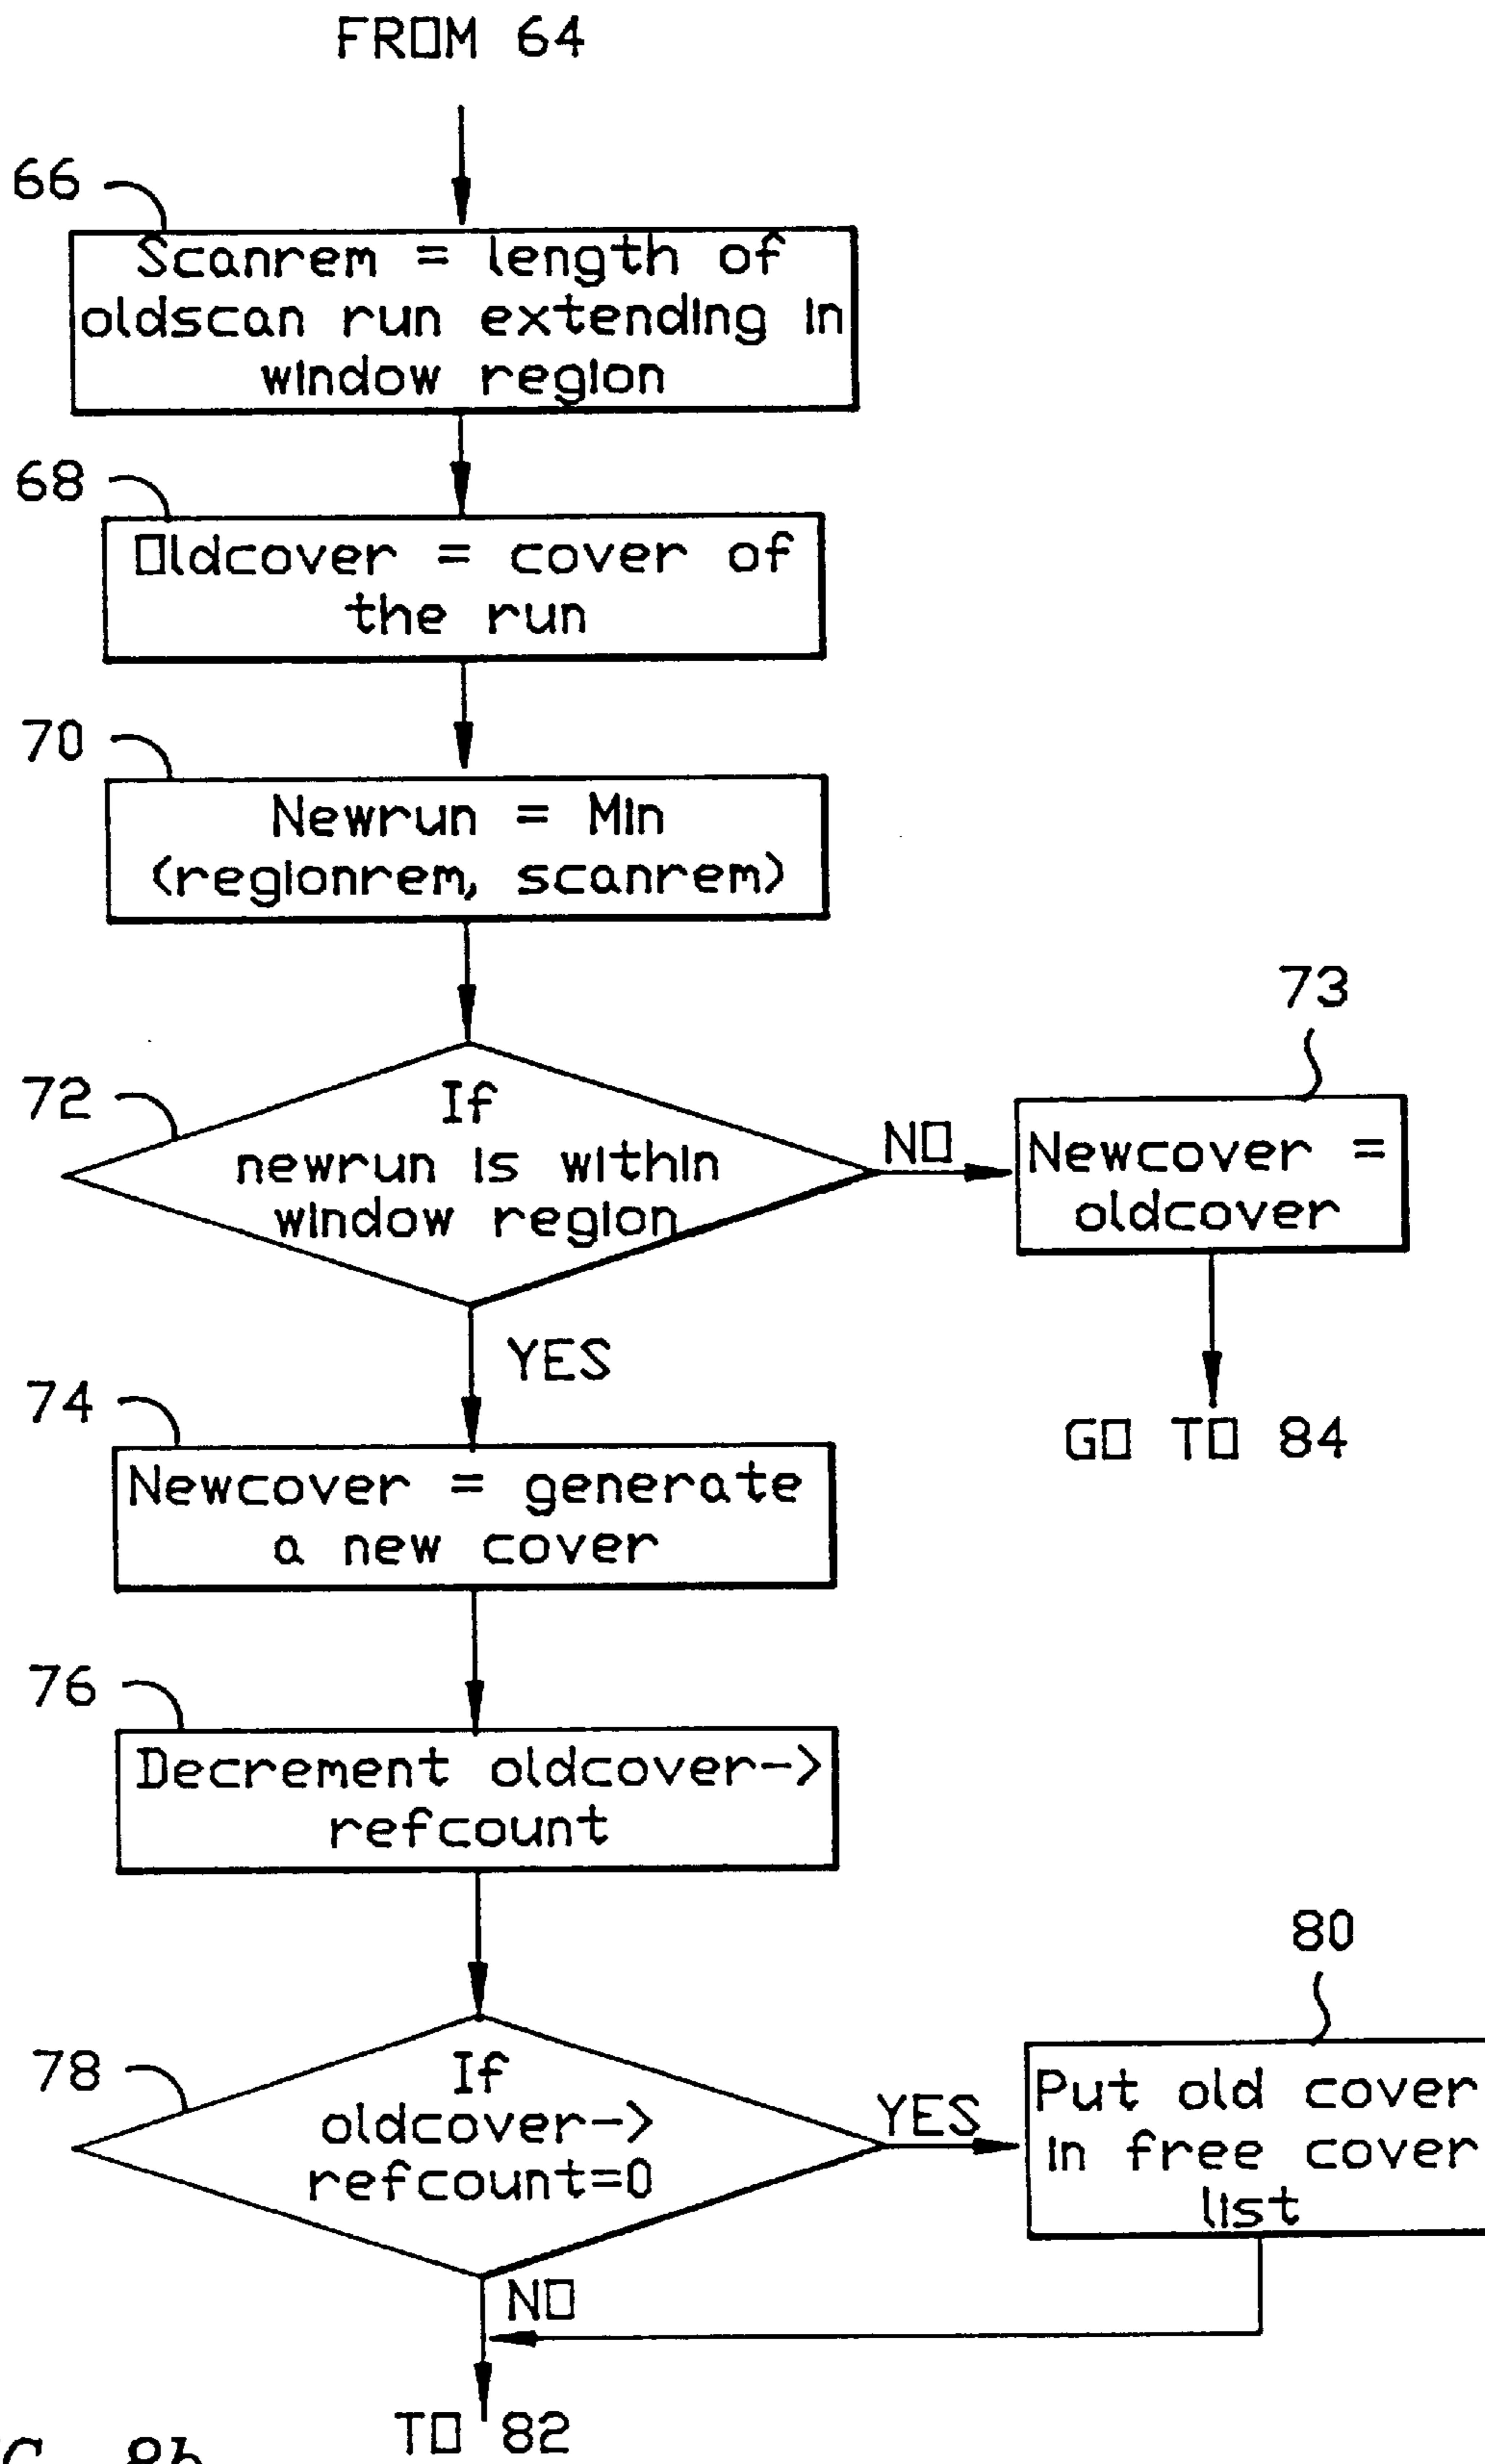 FROM 64
66
Scanrem = length of
oldscan run extending in
window region
68
Oldcover = cover of
the run
70
Newrun = Min
(regionrem, scanrem)
72
If
newrun is within
window region
NO
73
Newcover =
oldcover
GO TO 84
YES
74
Newcover = generate
a new cover
76
Decrement oldcover->
refcount
78
If
oldcover->
refcount=0
YES
80
Put old cover
in free cover
list
NO
TO 82
8b